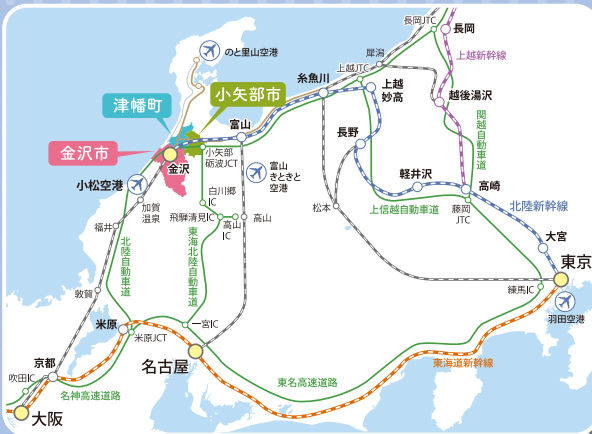 長岡JTC
長岡
上越新幹線
のと里山空港
犀潟
上越JTC
糸魚川
上越
妙高
越後湯沢
関越自動車道
小矢部市
津幡町
富山
長野
金沢市
金沢
小矢部
砺波JCT
富山
きときと
空港
軽井沢
高崎
小松空港
白川郷
IC
加賀
温泉
松本
上信越自動車道
藤岡
JTC
北陸新幹線
福井
飛騨清見IC
高山
IC
高山
大宮
北陸自動車道
東海北陸自動車道
東京
敦賀
練馬IC
羽田空港
米原
一宮IC
米原JCT
名古屋
東海道新幹線
京都
吹田IC
東名高速道路
名神高速道路
大阪